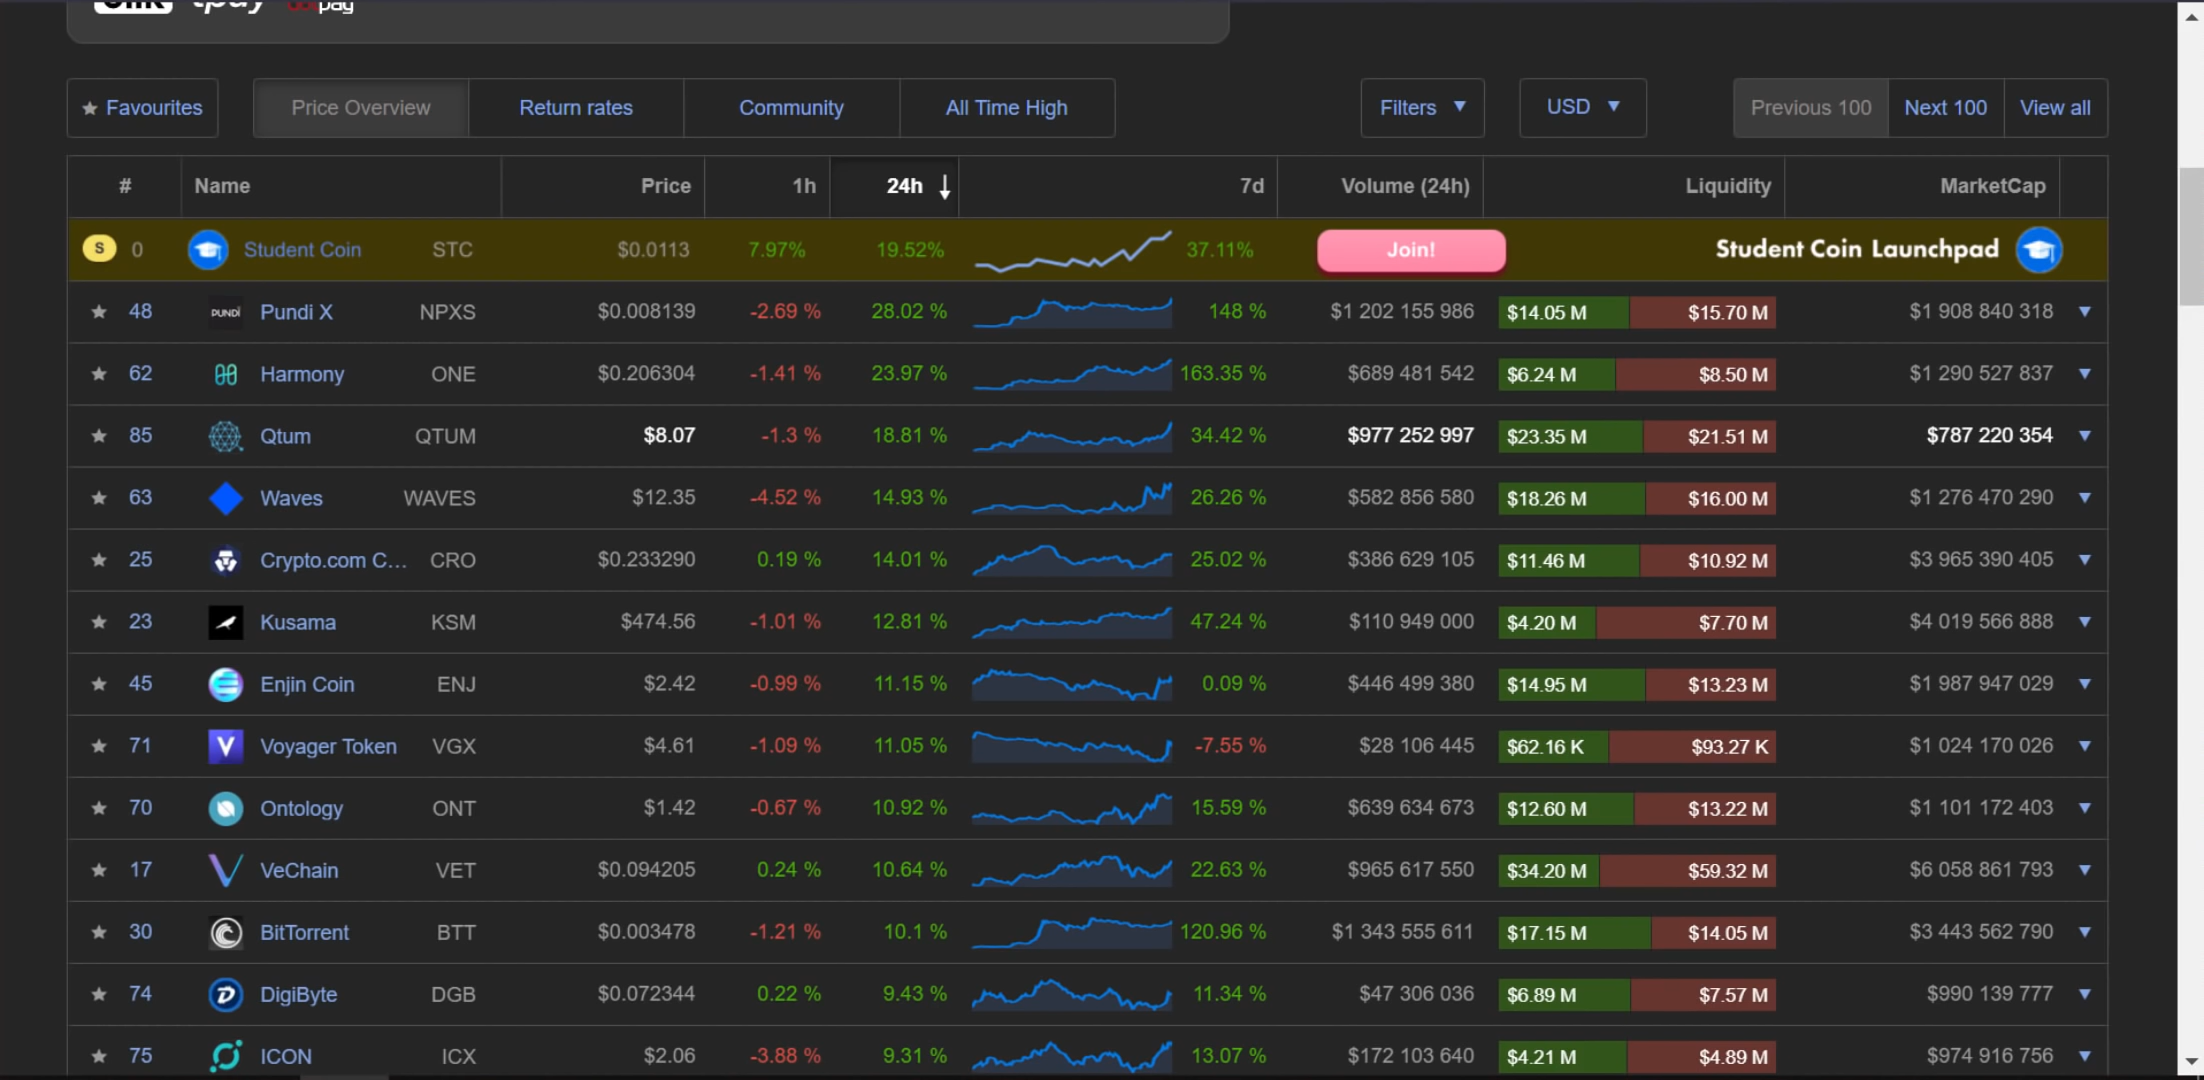 tpay pay
★ Favourites Price Overview Return rates Community All Time High Filters ▼ USD ▼ Previous 100 Next 100 View all
# Name Price 1h 24h ↓ 7d Volume (24h) Liquidity MarketCap
S 0 Student Coin STC $0.0113 7.97% 19.52% 37.11% Join! Student Coin Launchpad
★ 48 PUNDI Pundi X NPXS $0.008139 -2.69 % 28.02 % 148 % $1 202 155 986 $14.05 M $15.70 M $1 908 840 318 ▼
★ 62 Harmony ONE $0.206304 -1.41 % 23.97 % 163.35 % $689 481 542 $6.24 M $8.50 M $1 290 527 837 ▼
★ 85 Qtum QTUM $8.07 -1.3 % 18.81 % 34.42 % $977 252 997 $23.35 M $21.51 M $787 220 354 ▼
★ 63 Waves WAVES $12.35 -4.52 % 14.93 % 26.26 % $582 856 580 $18.26 M $16.00 M $1 276 470 290 ▼
★ 25 Crypto.com C... CRO $0.233290 0.19 % 14.01 % 25.02 % $386 629 105 $11.46 M $10.92 M $3 965 390 405 ▼
★ 23 Kusama KSM $474.56 -1.01 % 12.81 % 47.24 % $110 949 000 $4.20 M $7.70 M $4 019 566 888 ▼
★ 45 Enjin Coin ENJ $2.42 -0.99 % 11.15 % 0.09 % $446 499 380 $14.95 M $13.23 M $1 987 947 029 ▼
★ 71 V Voyager Token VGX $4.61 -1.09 % 11.05 % -7.55 % $28 106 445 $62.16 K $93.27 K $1 024 170 026 ▼
★ 70 Ontology ONT $1.42 -0.67 % 10.92 % 15.59 % $639 634 673 $12.60 M $13.22 M $1 101 172 403 ▼
★ 17 VeChain VET $0.094205 0.24 % 10.64 % 22.63 % $965 617 550 $34.20 M $59.32 M $6 058 861 793 ▼
★ 30 BitTorrent BTT $0.003478 -1.21 % 10.1 % 120.96 % $1 343 555 611 $17.15 M $14.05 M $3 443 562 790 ▼
★ 74 DigiByte DGB $0.072344 0.22 % 9.43 % 11.34 % $47 306 036 $6.89 M $7.57 M $990 139 777 ▼
★ 75 ICON ICX $2.06 -3.88 % 9.31 % 13.07 % $172 103 640 $4.21 M $4.89 M $974 916 756 ▼